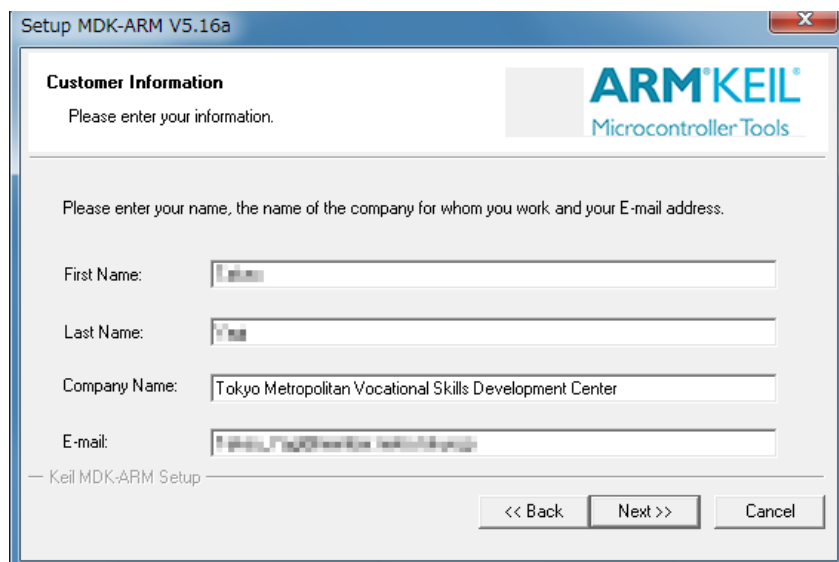 Setup MDK-ARM V5.16a
Customer Information
Please enter your information.
ARM®KEIL®
Microcontroller Tools
Please enter your name, the name of the company for whom you work and your E-mail address.
First Name:
Last Name:
Company Name: Tokyo Metropolitan Vocational Skills Development Center
E-mail:
Keil MDK-ARM Setup
<< Back Next >> Cancel